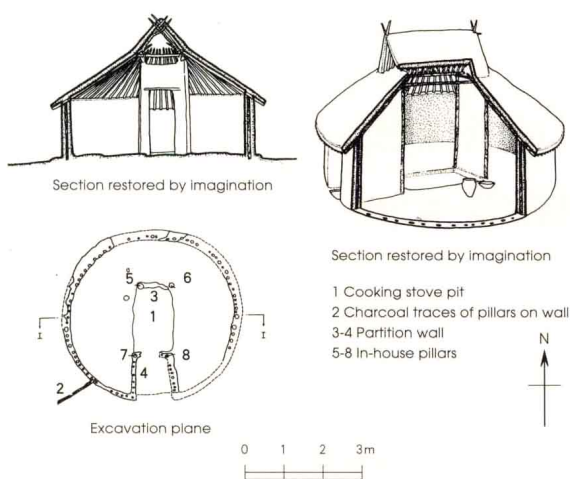 Section restored by imagination
Section restored by imagination
1 Cooking stove pit
2 Charcoal traces of pillars on wall
3-4 Partition wall
5-8 In-house pillars
N
5
6
3
1
I
I
7
8
4
2
Excavation plane
0 1 2 3m